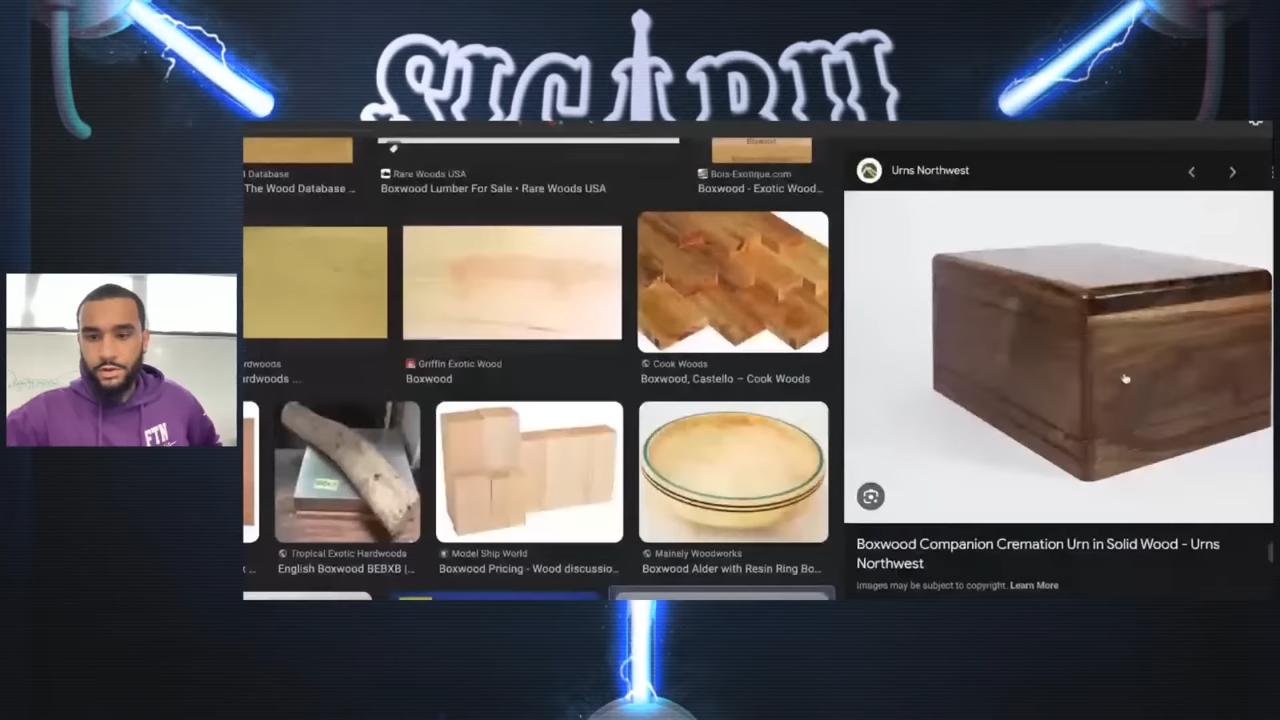 SICARII
Database
The Wood Database ...
Rare Woods USA
Boxwood Lumber For Sale • Rare Woods USA
Boxwood
Bois-Exotique.com
Boxwood - Exotic Wood...
Urns Northwest
rdwoods
ardwoods ...
Griffin Exotic Wood
Boxwood
Cook Woods
Boxwood, Castello – Cook Woods
FTN
Tropical Exotic Hardwoods
English Boxwood BEBXB |...
Model Ship World
Boxwood Pricing - Wood discussio...
Mainely Woodworks
Boxwood Alder with Resin Ring Bo...
Boxwood Companion Cremation Urn in Solid Wood - Urns
Northwest
Images may be subject to copyright. Learn More